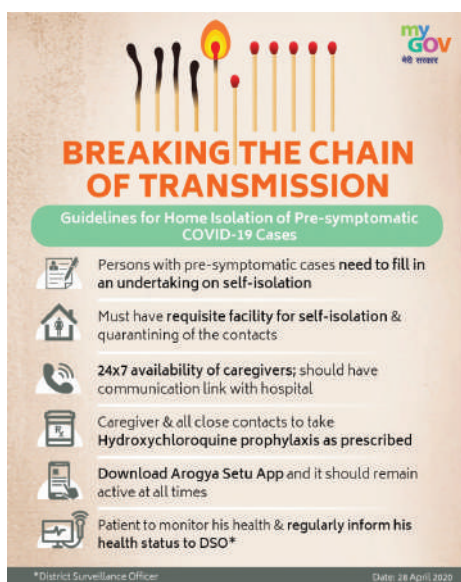 my
GOV
मेरी सरकार
BREAKING THE CHAIN
OF TRANSMISSION
Guidelines for Home Isolation of Pre-symptomatic
COVID-19 Cases
Persons with pre-symptomatic cases need to fill in
an undertaking on self-isolation
Must have requisite facility for self-isolation &
quarantining of the contacts
24x7 availability of caregivers; should have
communication link with hospital
Rx
Caregiver & all close contacts to take
Hydroxychloroquine prophylaxis as prescribed
Download Arogya Setu App and it should remain
active at all times
Patient to monitor his health & regularly inform his
health status to DSO*
*District Surveillance Officer
Date: 28 April 2020